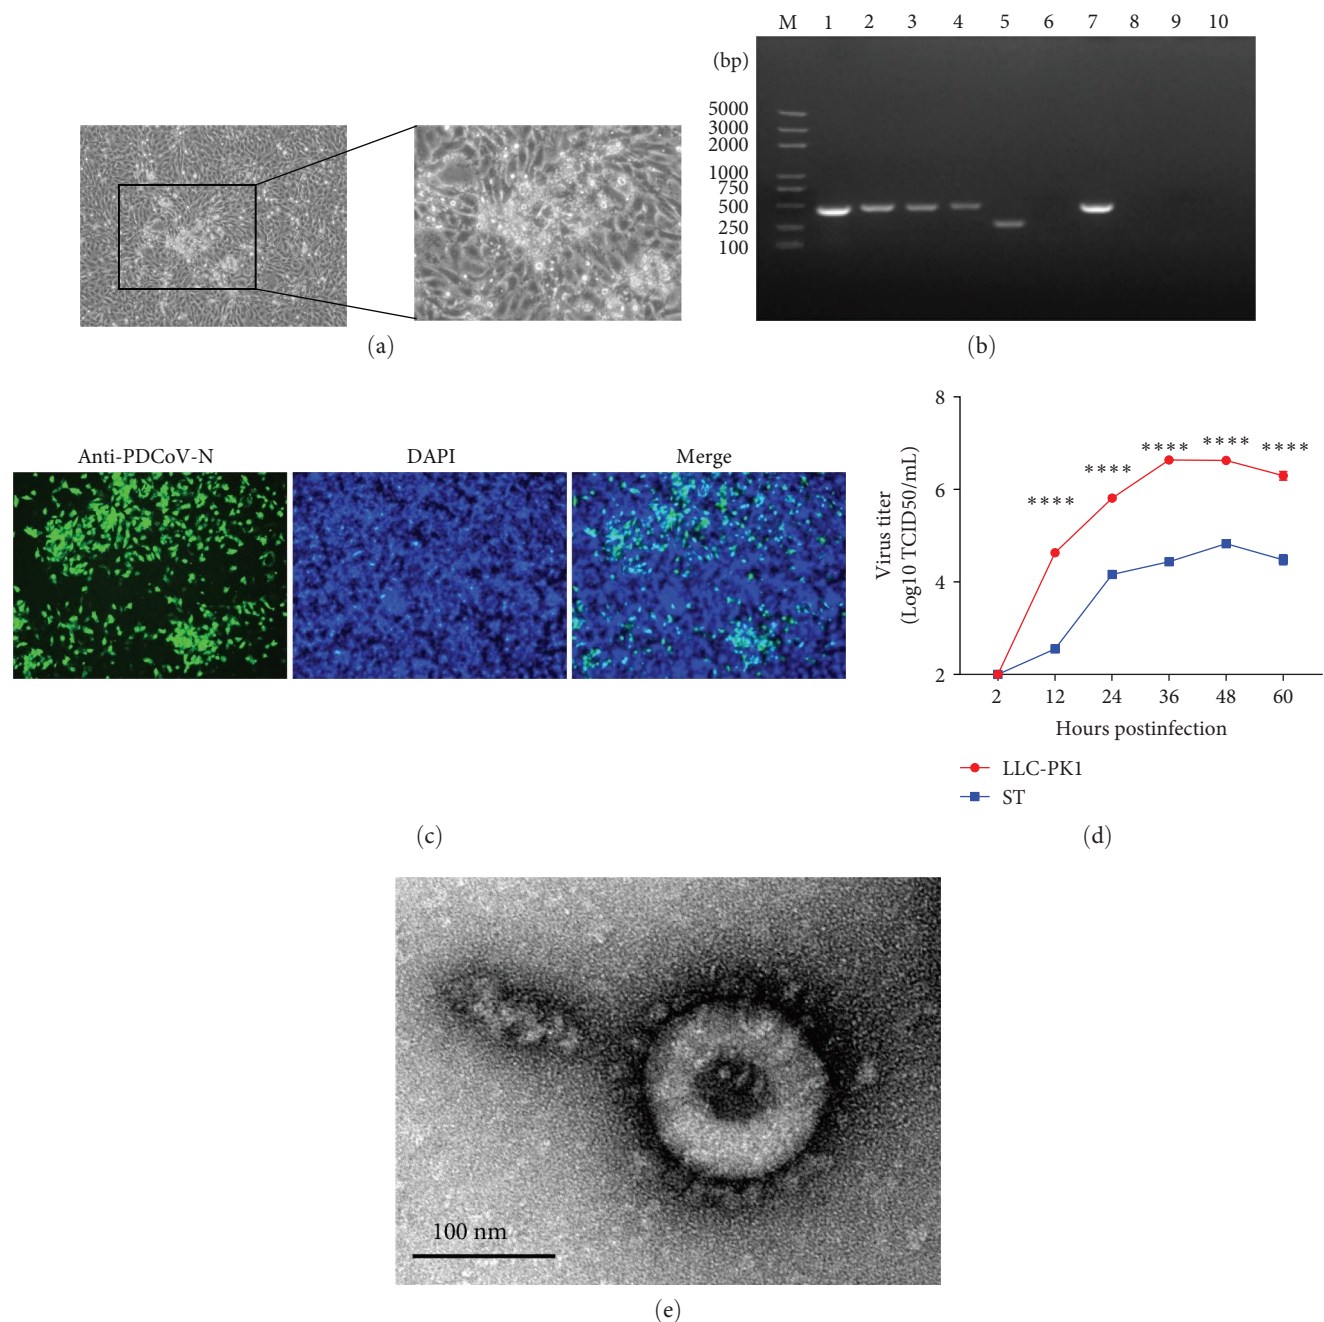 M 1 2 3 4 5 6 7 8 9 10
(bp)
5000
3000
2000
1000
750
500
250
100
(a)
(b)
Anti-PDCoV-N DAPI Merge
(c)
8
6
4
2
Virus titer
(Log10 TCID50/mL)
**** **** **** **** ****
2 12 24 36 48 60
Hours postinfection
LLC-PK1
ST
(d)
100 nm
(e)